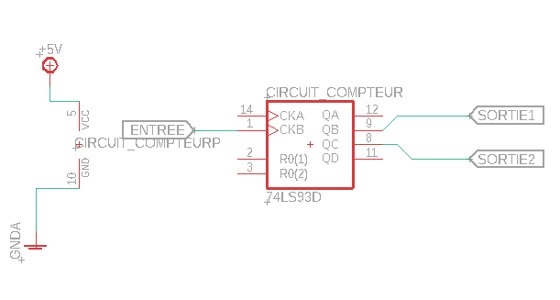 +5V
CIRCUIT_COMPTEUR
14 CKA QA 12
5 VCC
ENTREE
1 CKB QB 9
SORTIE1
CIRCUIT_COMPTEURP
QC 8
2 R0(1) QD 11
SORTIE2
10 GND
3 R0(2)
74LS93D
GNDA